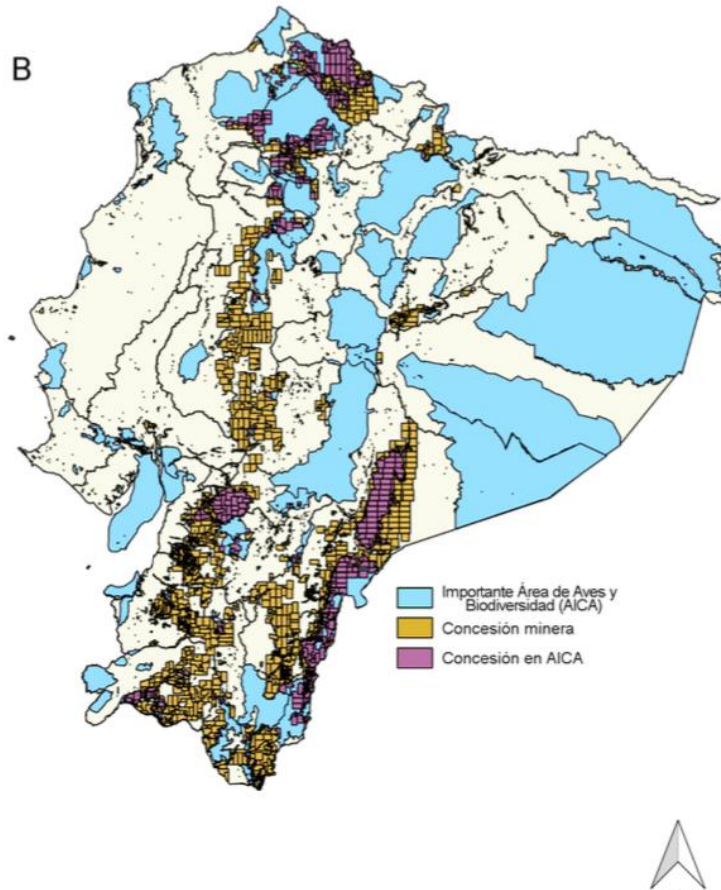 B
Importante Área de Aves y
Biodiversidad (AICA)
Concesión minera
Concesión en AICA